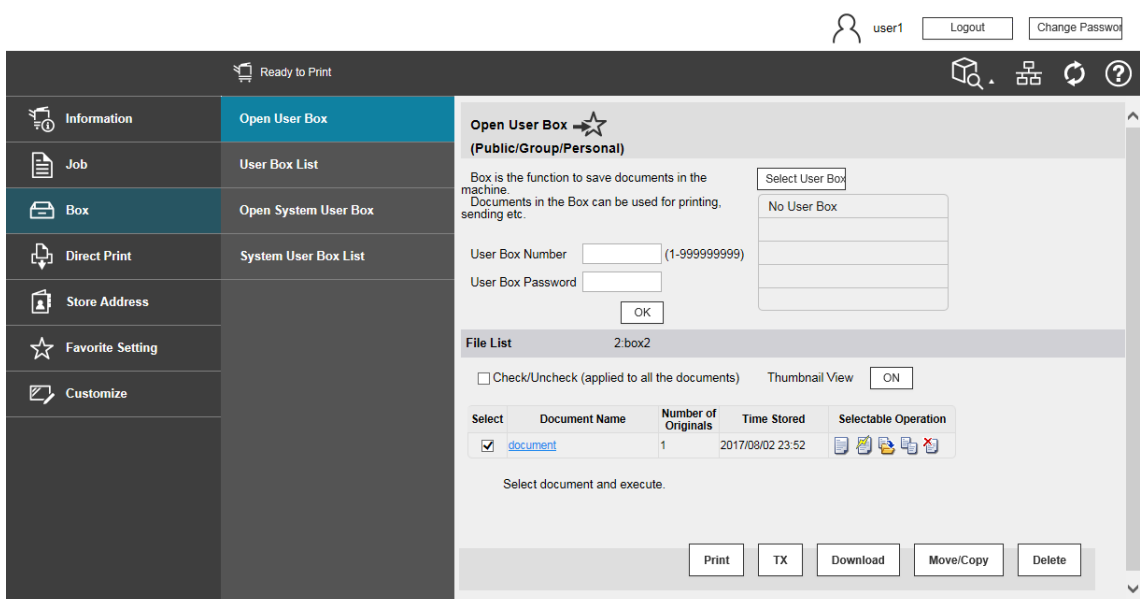 user1
Logout
Change Passwor
Ready to Print
Information
Job
Box
Direct Print
Store Address
Favorite Setting
Customize
Open User Box
User Box List
Open System User Box
System User Box List
Open User Box
(Public/Group/Personal)
Box is the function to save documents in the
machine.
Documents in the Box can be used for printing,
sending etc.
Select User Box
No User Box
User Box Number (1-999999999)
User Box Password
OK
File List 2:box2
Check/Uncheck (applied to all the documents) Thumbnail View ON
Select Document Name Number of Originals Time Stored Selectable Operation
document 1 2017/08/02 23:52
Select document and execute.
Print TX Download Move/Copy Delete